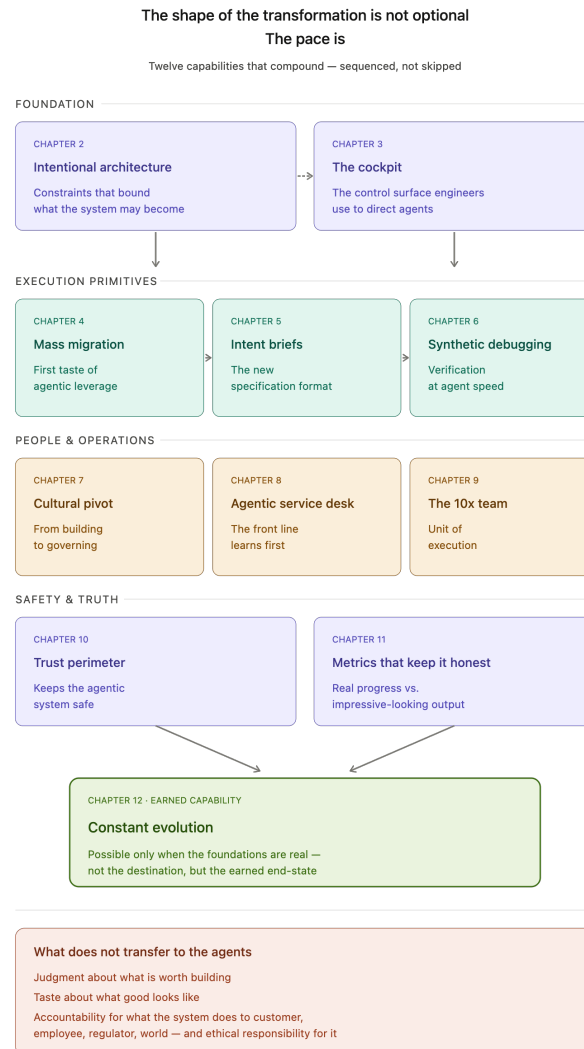 The shape of the transformation is not optional
The pace is
Twelve capabilities that compound — sequenced, not skipped
FOUNDATION
CHAPTER 2
Intentional architecture
Constraints that bound
what the system may become
CHAPTER 3
The cockpit
The control surface engineers
use to direct agents
EXECUTION PRIMITIVES
CHAPTER 4
Mass migration
First taste of
agentic leverage
CHAPTER 5
Intent briefs
The new
specification format
CHAPTER 6
Synthetic debugging
Verification
at agent speed
PEOPLE & OPERATIONS
CHAPTER 7
Cultural pivot
From building
to governing
CHAPTER 8
Agentic service desk
The front line
learns first
CHAPTER 9
The 10x team
Unit of
execution
SAFETY & TRUTH
CHAPTER 10
Trust perimeter
Keeps the agentic
system safe
CHAPTER 11
Metrics that keep it honest
Real progress vs.
impressive-looking output
CHAPTER 12 · EARNED CAPABILITY
Constant evolution
Possible only when the foundations are real —
not the destination, but the earned end-state
What does not transfer to the agents
Judgment about what is worth building
Taste about what good looks like
Accountability for what the system does to customer,
employee, regulator, world — and ethical responsibility for it